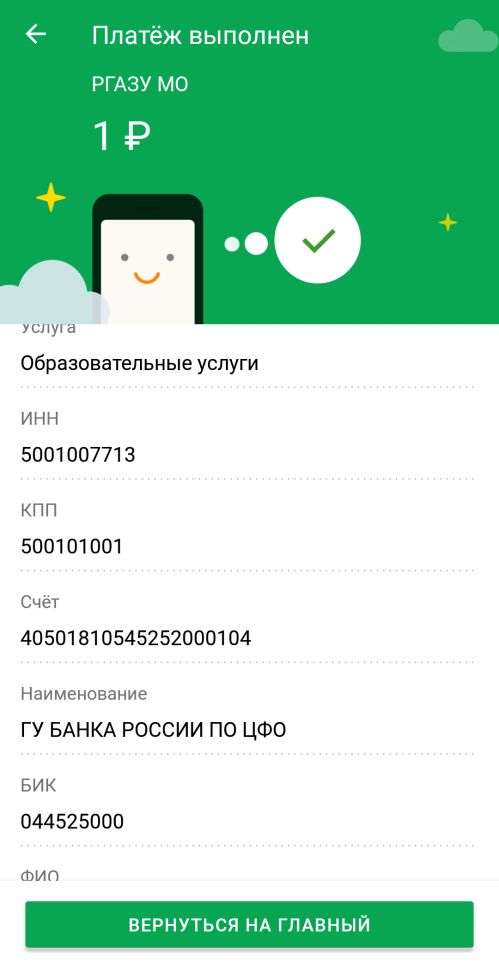 Платёж выполнен
РГАЗУ МО
1 ₽
Услуга
Образовательные услуги
ИНН
5001007713
КПП
500101001
Счёт
40501810545252000104
Наименование
ГУ БАНКА РОССИИ ПО ЦФО
БИК
044525000
ФИО
ВЕРНУТЬСЯ НА ГЛАВНЫЙ